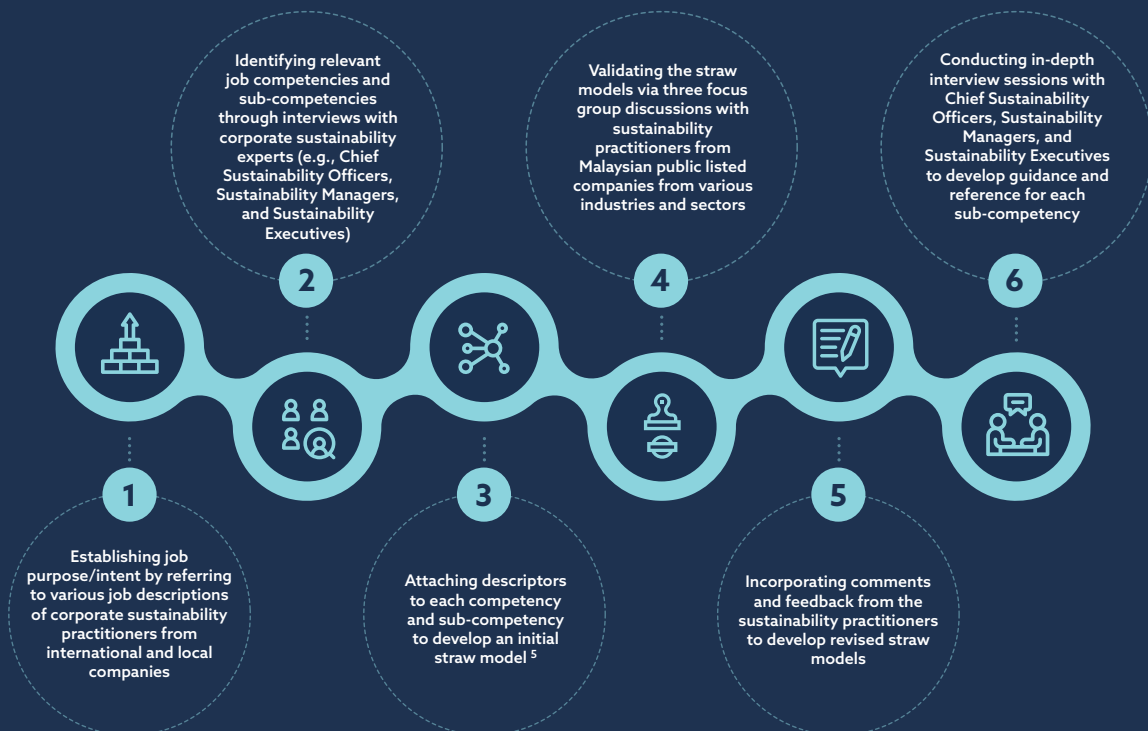 1
Establishing job
purpose/intent by referring
to various job descriptions
of corporate sustainability
practitioners from
international and local
companies
Identifying relevant
job competencies and
sub-competencies
through interviews with
corporate sustainability
experts (e.g., Chief
Sustainability Officers,
Sustainability Managers,
and Sustainability
Executives)
2
3
Attaching descriptors
to each competency
and sub-competency
to develop an initial
straw model 5
Validating the straw
models via three focus
group discussions with
sustainability
practitioners from
Malaysian public listed
companies from various
industries and sectors
4
5
Incorporating comments
and feedback from the
sustainability practitioners
to develop revised straw
models
Conducting in-depth
interview sessions with
Chief Sustainability
Officers, Sustainability
Managers, and
Sustainability Executives
to develop guidance and
reference for each
sub-competency
6